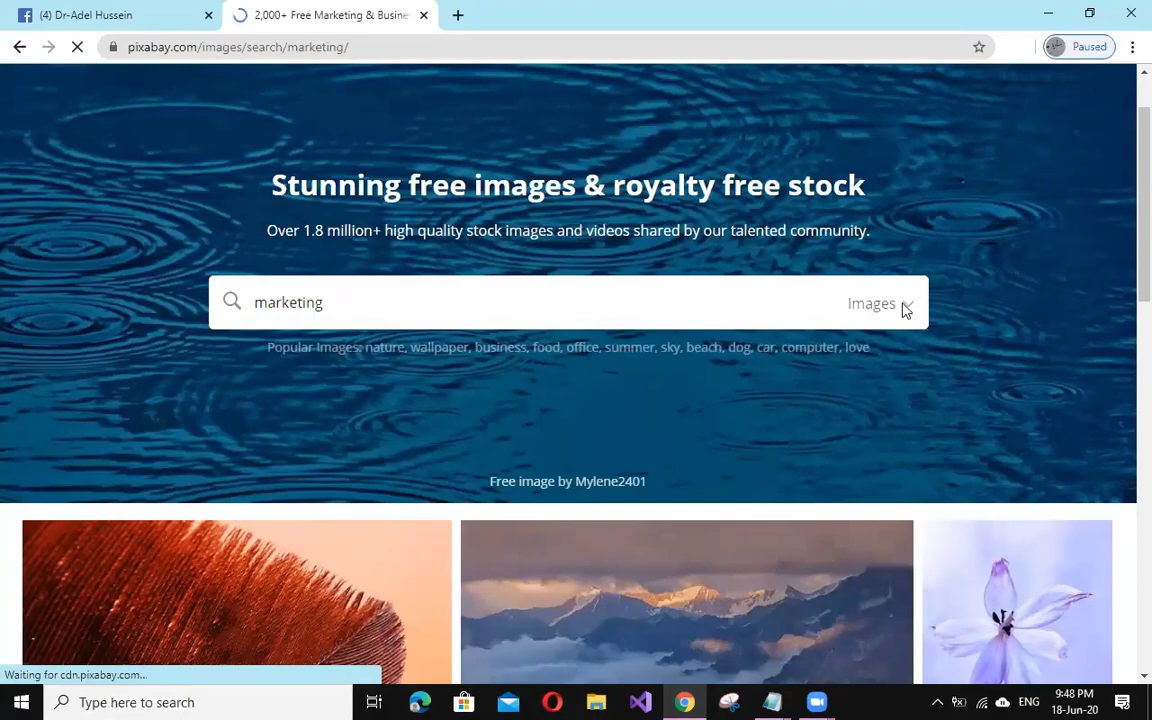 (4) Dr-Adel Hussein
2,000+ Free Marketing & Busine
pixabay.com/images/search/marketing/
Paused
Stunning free images & royalty free stock
Over 1.8 million+ high quality stock images and videos shared by our talented community.
marketing
Images
Popular Images: nature, wallpaper, business, food, office, summer, sky, beach, dog, car, computer, love
Free image by Mylene2401
Waiting for cdn.pixabay.com...
Type here to search
ENG
9:48 PM
18-Jun-20